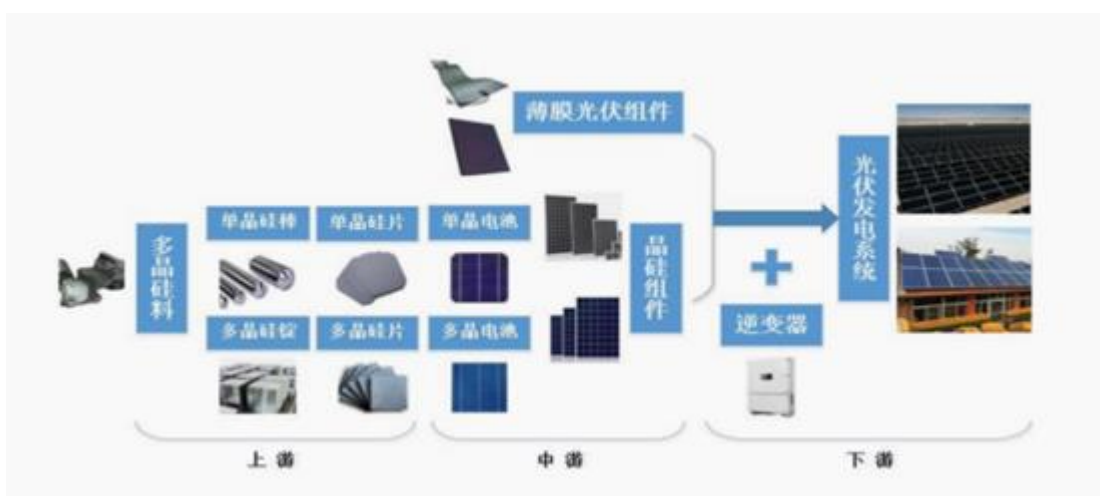 薄膜光伏组件
多晶硅料
单晶硅棒
单晶硅片
单晶电池
多晶硅锭
多晶硅片
多晶电池
晶硅组件
逆变器
光伏发电系统
上游
中游
下游